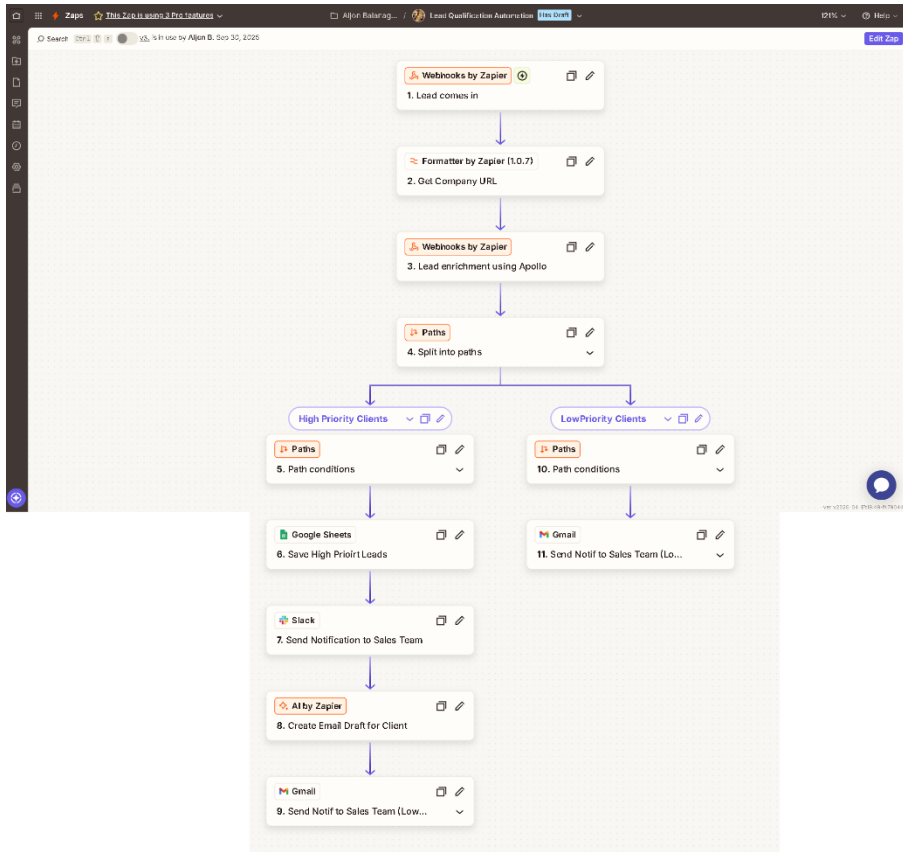 Zaps
This Zap is using 3 Pro features
Aljon Balanag... / Lead Qualification Automation Has Draft
121%
Help
Search Ctrl
v3. is in use by Aljon B. Sep 30, 2025
Edit Zap
Webhooks by Zapier
1. Lead comes in
Formatter by Zapier (1.0.7)
2. Get Company URL
Webhooks by Zapier
3. Lead enrichment using Apollo
Paths
4. Split into paths
High Priority Clients
LowPriority Clients
Paths
5. Path conditions
Paths
10. Path conditions
Google Sheets
6. Save High Prioirt Leads
Gmail
11. Send Notif to Sales Team (Lo...
Slack
7. Send Notification to Sales Team
AI by Zapier
8. Create Email Draft for Client
Gmail
9. Send Notif to Sales Team (Low...